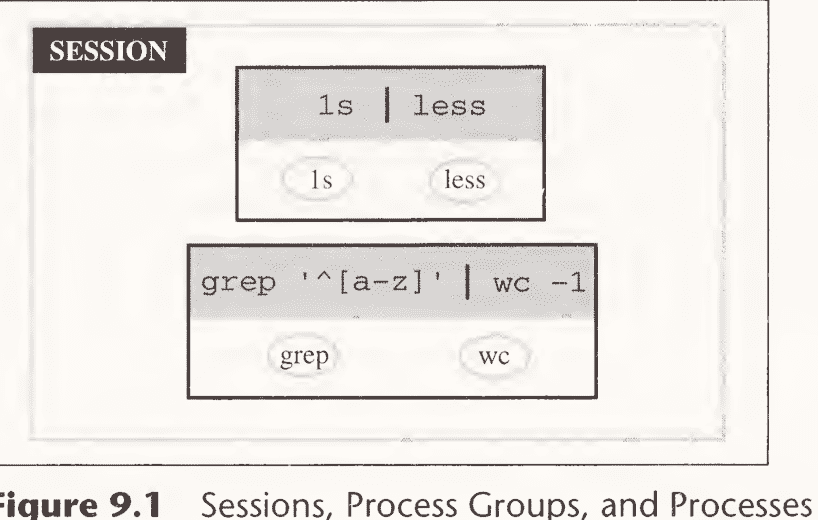 SESSION
ls | less
ls less
grep '^[a-z]' | wc -l
grep wc
Figure 9.1 Sessions, Process Groups, and Processes